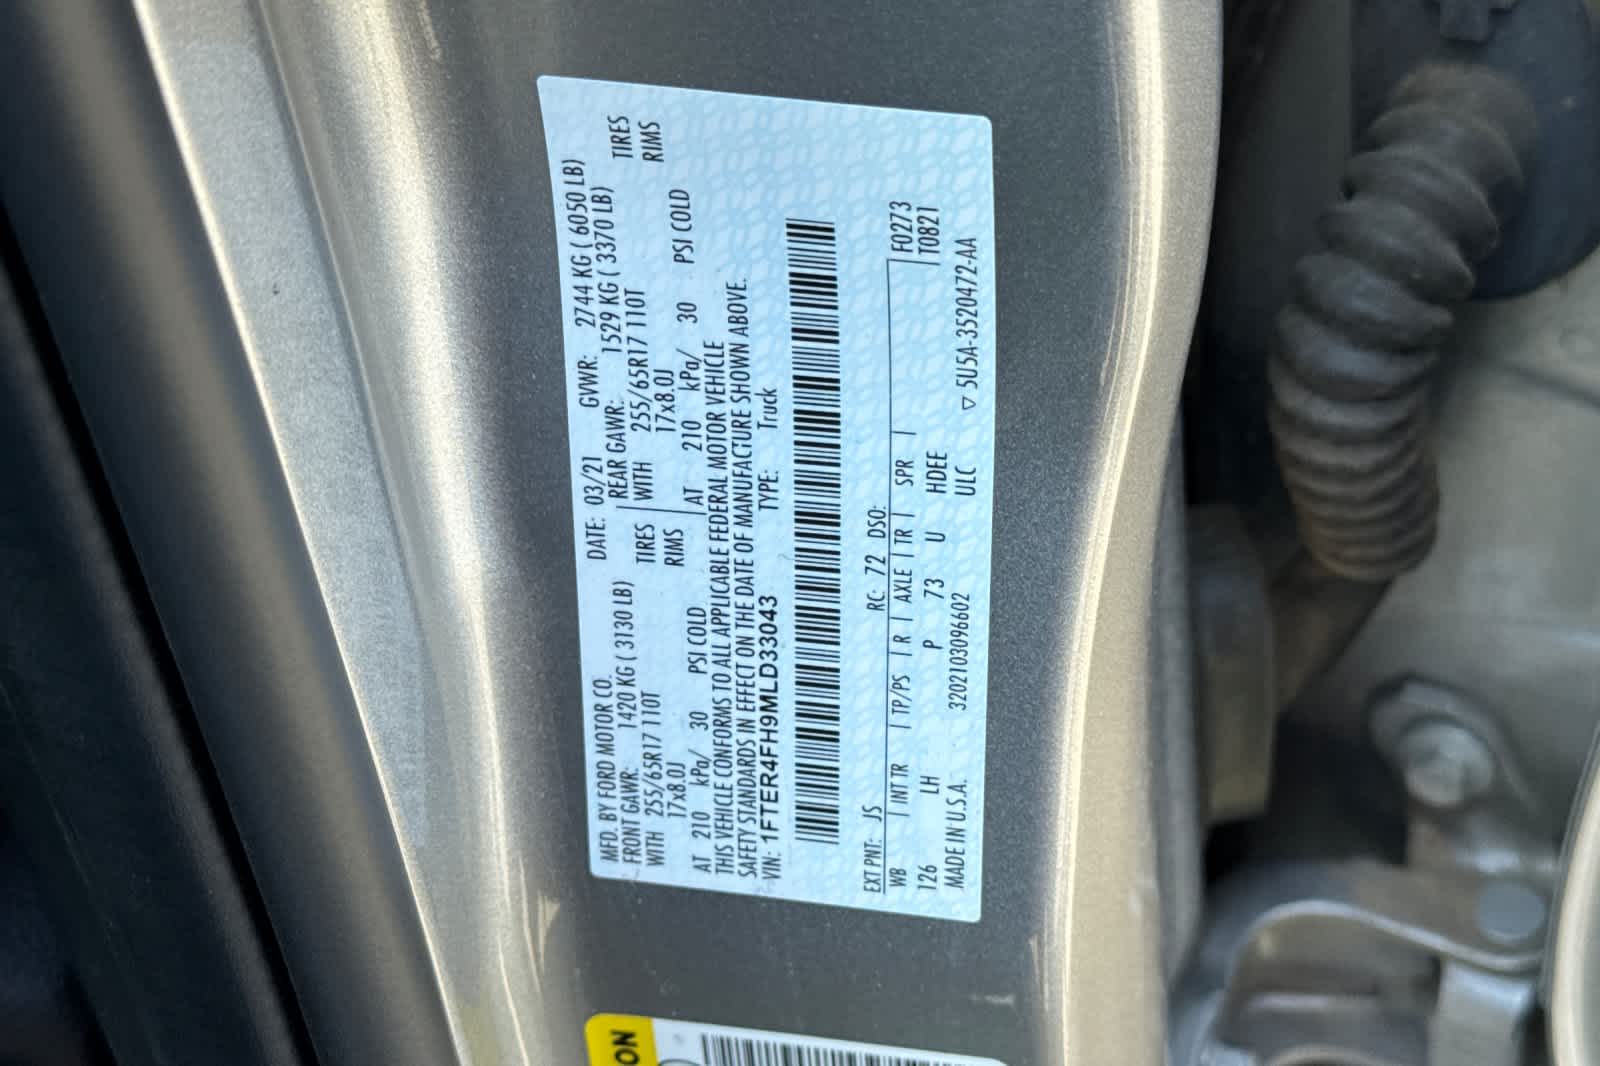 MFD. BY FORD MOTOR CO. DATE: 03/21 GVWR: 2744 KG ( 6050 LB)
FRONT GAWR: 1420 KG ( 3130 LB) REAR GAWR: 1529 KG ( 3370 LB)
WITH 255/65R17 110T TIRES WITH 255/65R17 110T TIRES
17x8.0J RIMS 17x8.0J RIMS
AT 210 kPa/ 30 PSI COLD AT 210 kPa/ 30 PSI COLD
THIS VEHICLE CONFORMS TO ALL APPLICABLE FEDERAL MOTOR VEHICLE
SAFETY STANDARDS IN EFFECT ON THE DATE OF MANUFACTURE SHOWN ABOVE.
VIN: 1FTER4FH9MLD33043 TYPE: Truck
EXT PNT: JS RC: 72 DSO:
WB | INT TR | TP/PS | R | AXLE | TR | SPR | F0273
126 LH P 73 U HDEE T0821
MADE IN U.S.A. 320210309660​2 ULC ▽ 5U5A-3520472-AA
ON